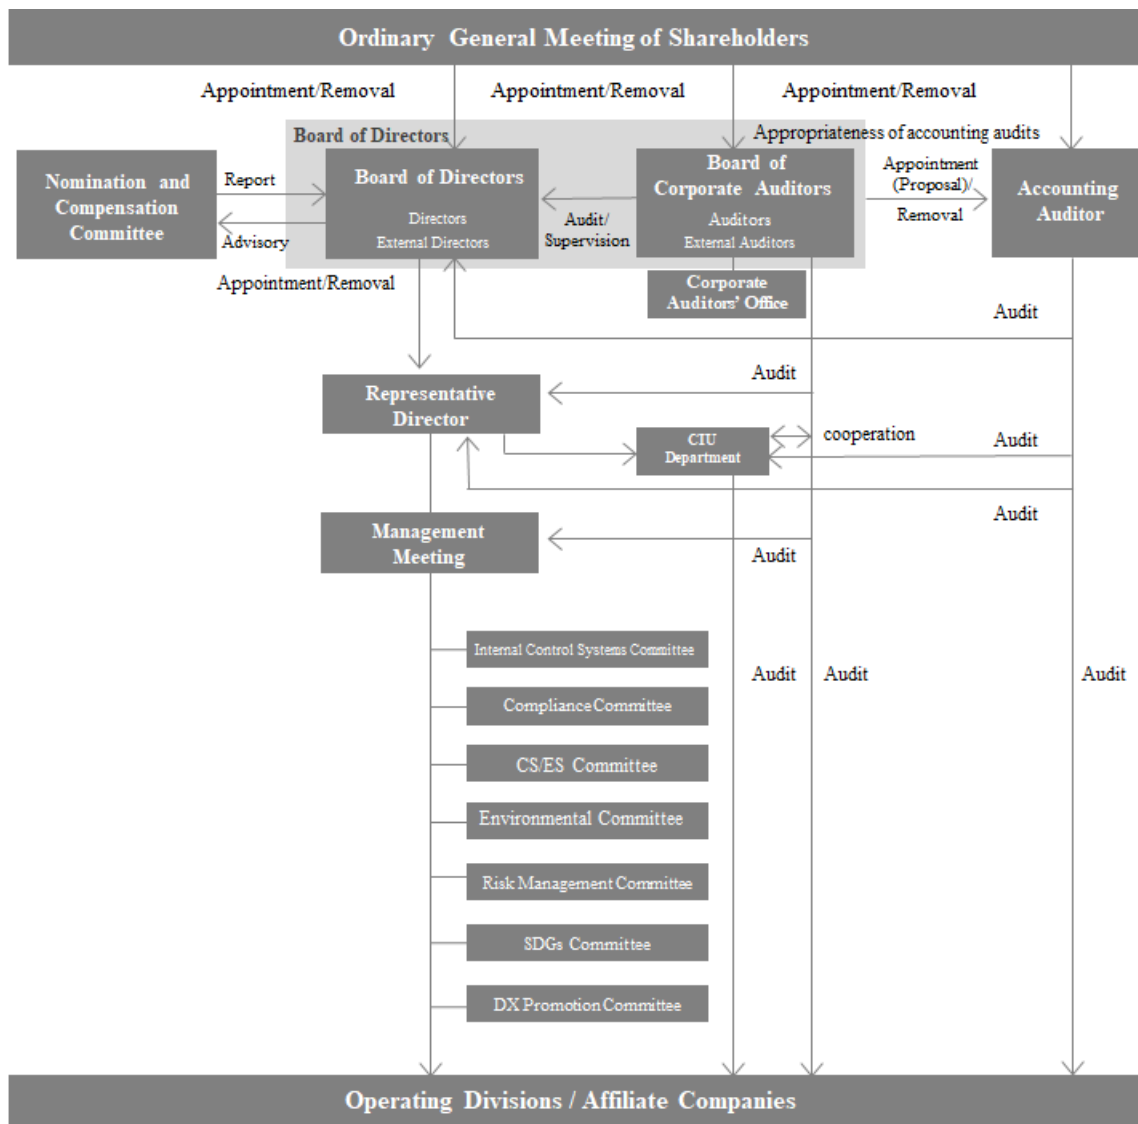 Ordinary General Meeting of Shareholders
Appointment/Removal
Appointment/Removal
Appointment/Removal
Board of Directors
Appropriateness of accounting audits
Nomination and
Compensation
Committee
Report
Advisory
Board of Directors
Directors
External Directors
Audit/
Supervision
Board of
Corporate Auditors
Auditors
External Auditors
Appointment
(Proposal)/
Removal
Accounting
Auditor
Appointment/Removal
Corporate
Auditors' Office
Audit
Representative
Director
Audit
CIU
Department
cooperation
Audit
Audit
Management
Meeting
Audit
Internal Control Systems Committee
Audit
Audit
Audit
Compliance Committee
CS/ES Committee
Environmental Committee
Risk Management Committee
SDGs Committee
DX Promotion Committee
Operating Divisions / Affiliate Companies